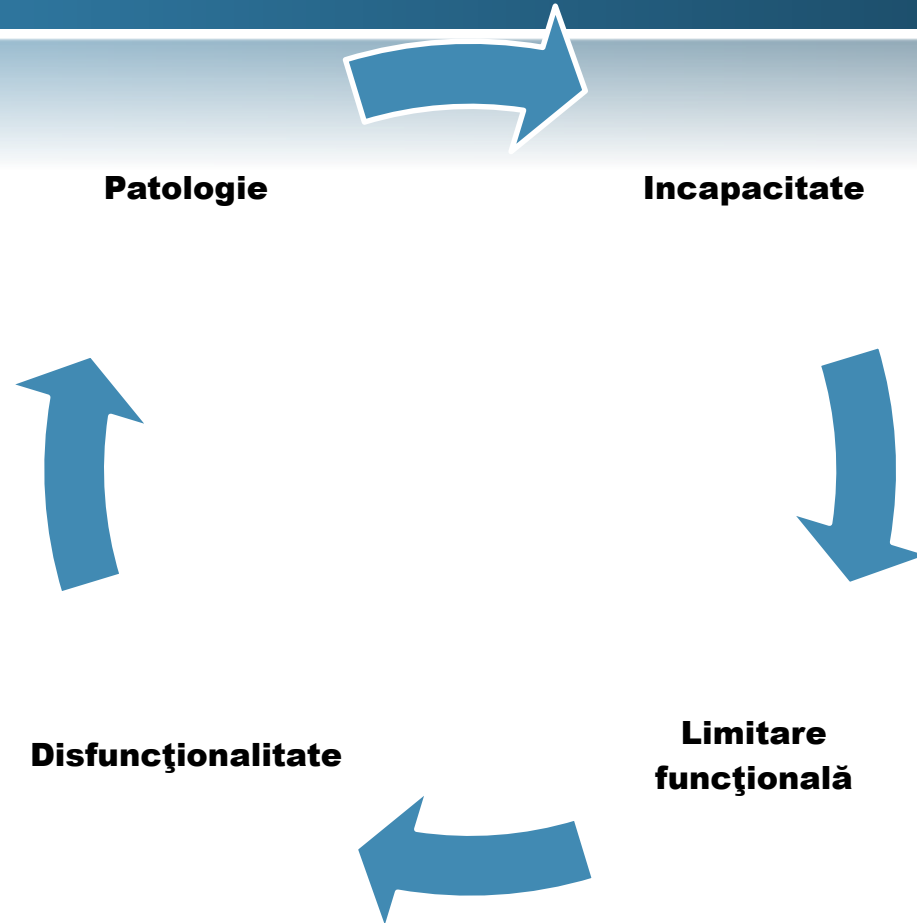 Patologie
Incapacitate
Disfuncţionalitate
Limitare
funcţională